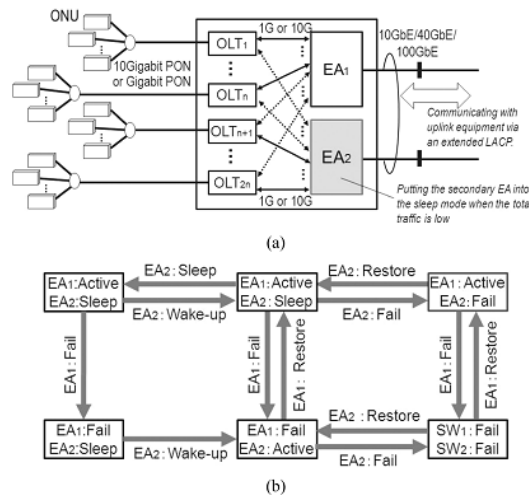 ONU
10Gigabit PON
or Gigabit PON
OLT1
OLTn
OLTn+1
OLT2n
1G or 10G
1G or 10G
EA1
EA2
10GbE/40GbE/
100GbE
Communicating with
uplink equipment via
an extended LACP.
Putting the secondary EA into
the sleep mode when the total
traffic is low
(a)
EA1:Active
EA2:Sleep
EA2:Sleep
EA2:Wake-up
EA1:Active
EA2:Sleep
EA2:Restore
EA2:Fail
EA1:Active
EA2:Fail
EA1:Fail
EA1:Fail
EA1: Restore
EA1:Fail
EA1:Restore
EA1:Fail
EA2:Sleep
EA2:Wake-up
EA1:Fail
EA2:Active
EA2 : Restore
EA2:Fail
SW1:Fail
SW2:Fail
(b)